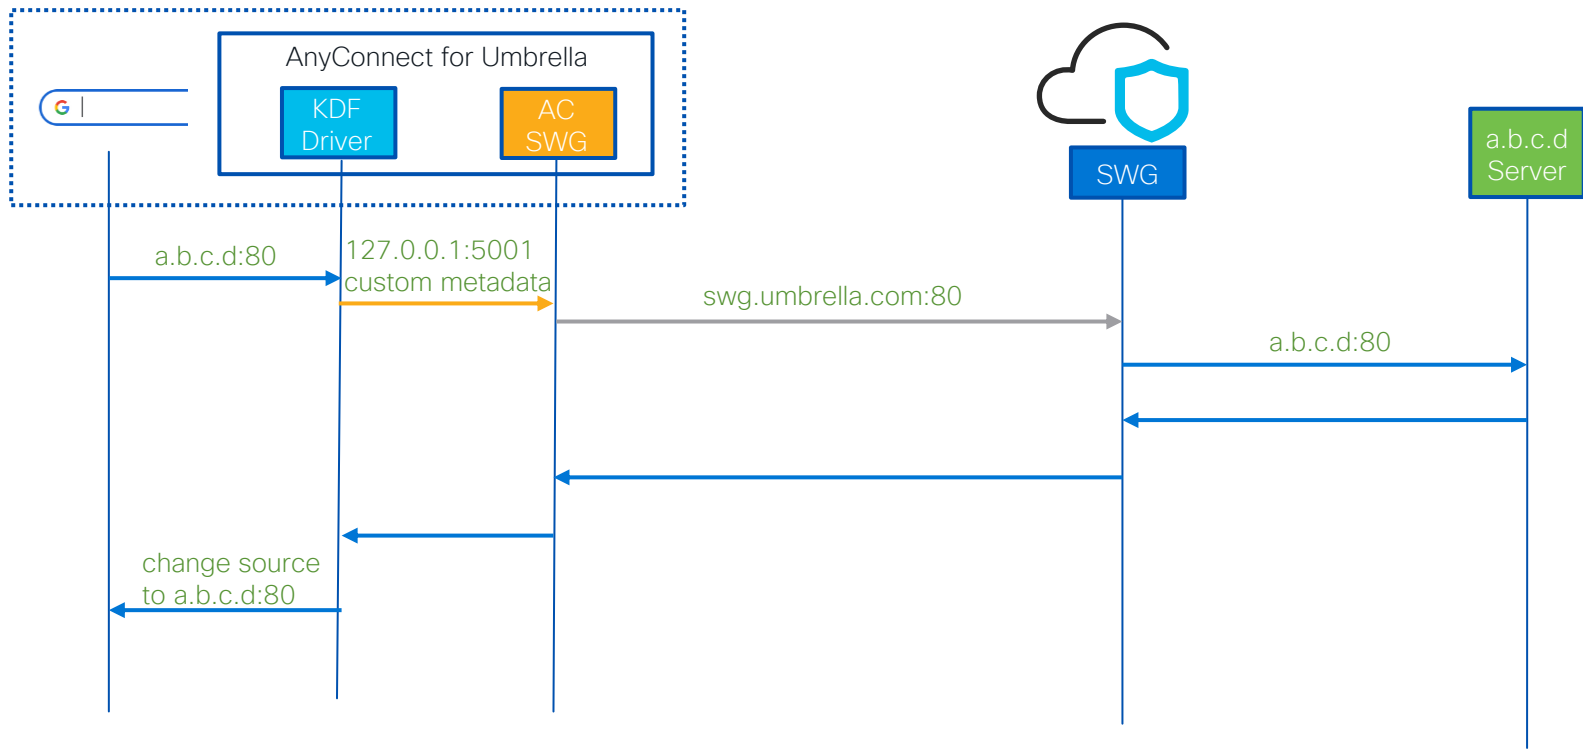 AnyConnect for Umbrella
G
KDF
Driver
AC
SWG
SWG
a.b.c.d
Server
a.b.c.d:80
127.0.0.1:5001
custom metadata
swg.umbrella.com:80
a.b.c.d:80
change source
to a.b.c.d:80